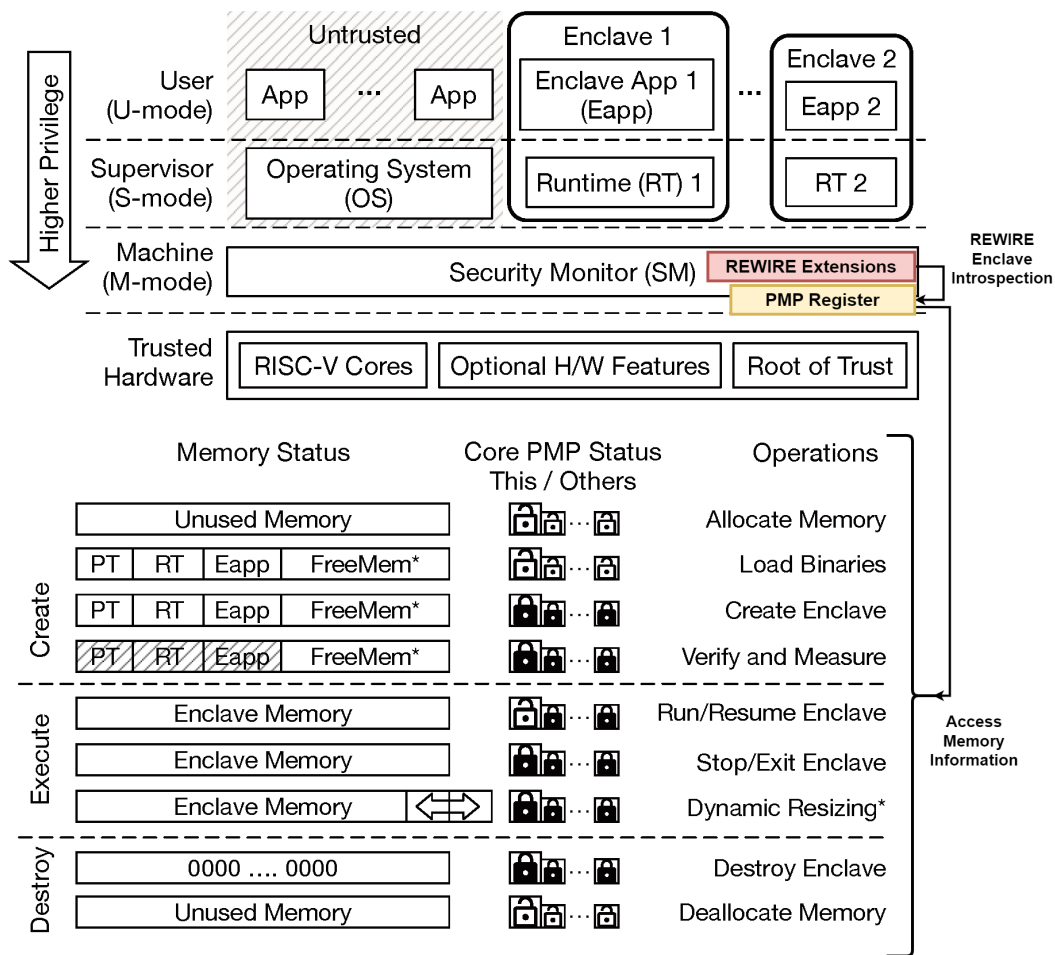 Untrusted
Enclave 1
Enclave 2
Higher Privilege
User
(U-mode)
App
...
App
Enclave App 1
(Eapp)
...
Eapp 2
Supervisor
(S-mode)
Operating System
(OS)
Runtime (RT) 1
RT 2
Machine
(M-mode)
Security Monitor (SM)
REWIRE Extensions
PMP Register
REWIRE
Enclave
Introspection
Trusted
Hardware
RISC-V Cores
Optional H/W Features
Root of Trust
Memory Status
Core PMP Status
This / Others
Operations
Create
Unused Memory
...
Allocate Memory
PT RT Eapp FreeMem*
...
Load Binaries
PT RT Eapp FreeMem*
...
Create Enclave
PT RT Eapp FreeMem*
...
Verify and Measure
Execute
Enclave Memory
...
Run/Resume Enclave
Enclave Memory
...
Stop/Exit Enclave
Enclave Memory
...
Dynamic Resizing*
Access
Memory
Information
Destroy
0000 .... 0000
...
Destroy Enclave
Unused Memory
...
Deallocate Memory